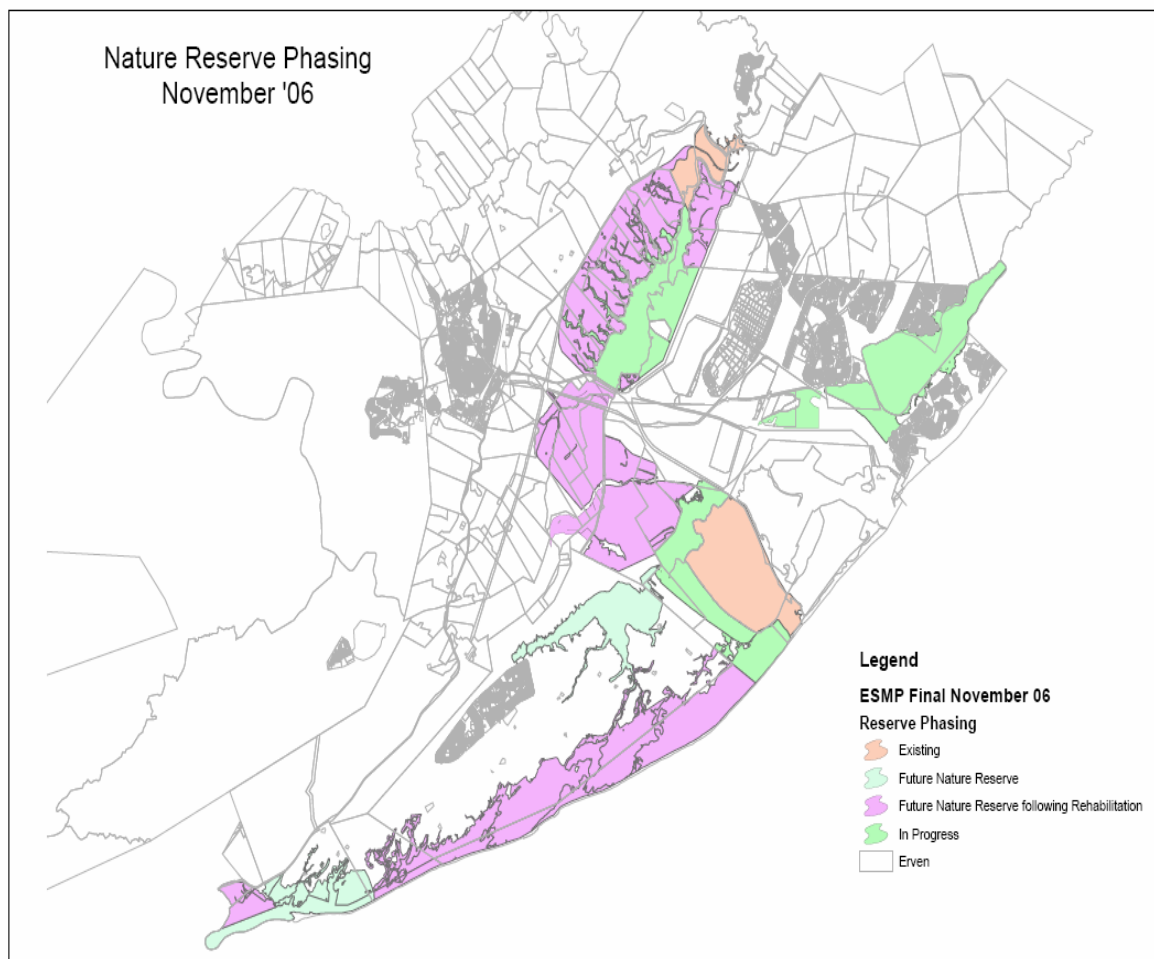 Nature Reserve Phasing
November '06
Legend
ESMP Final November 06
Reserve Phasing
Existing
Future Nature Reserve
Future Nature Reserve following Rehabilitation
In Progress
Erven